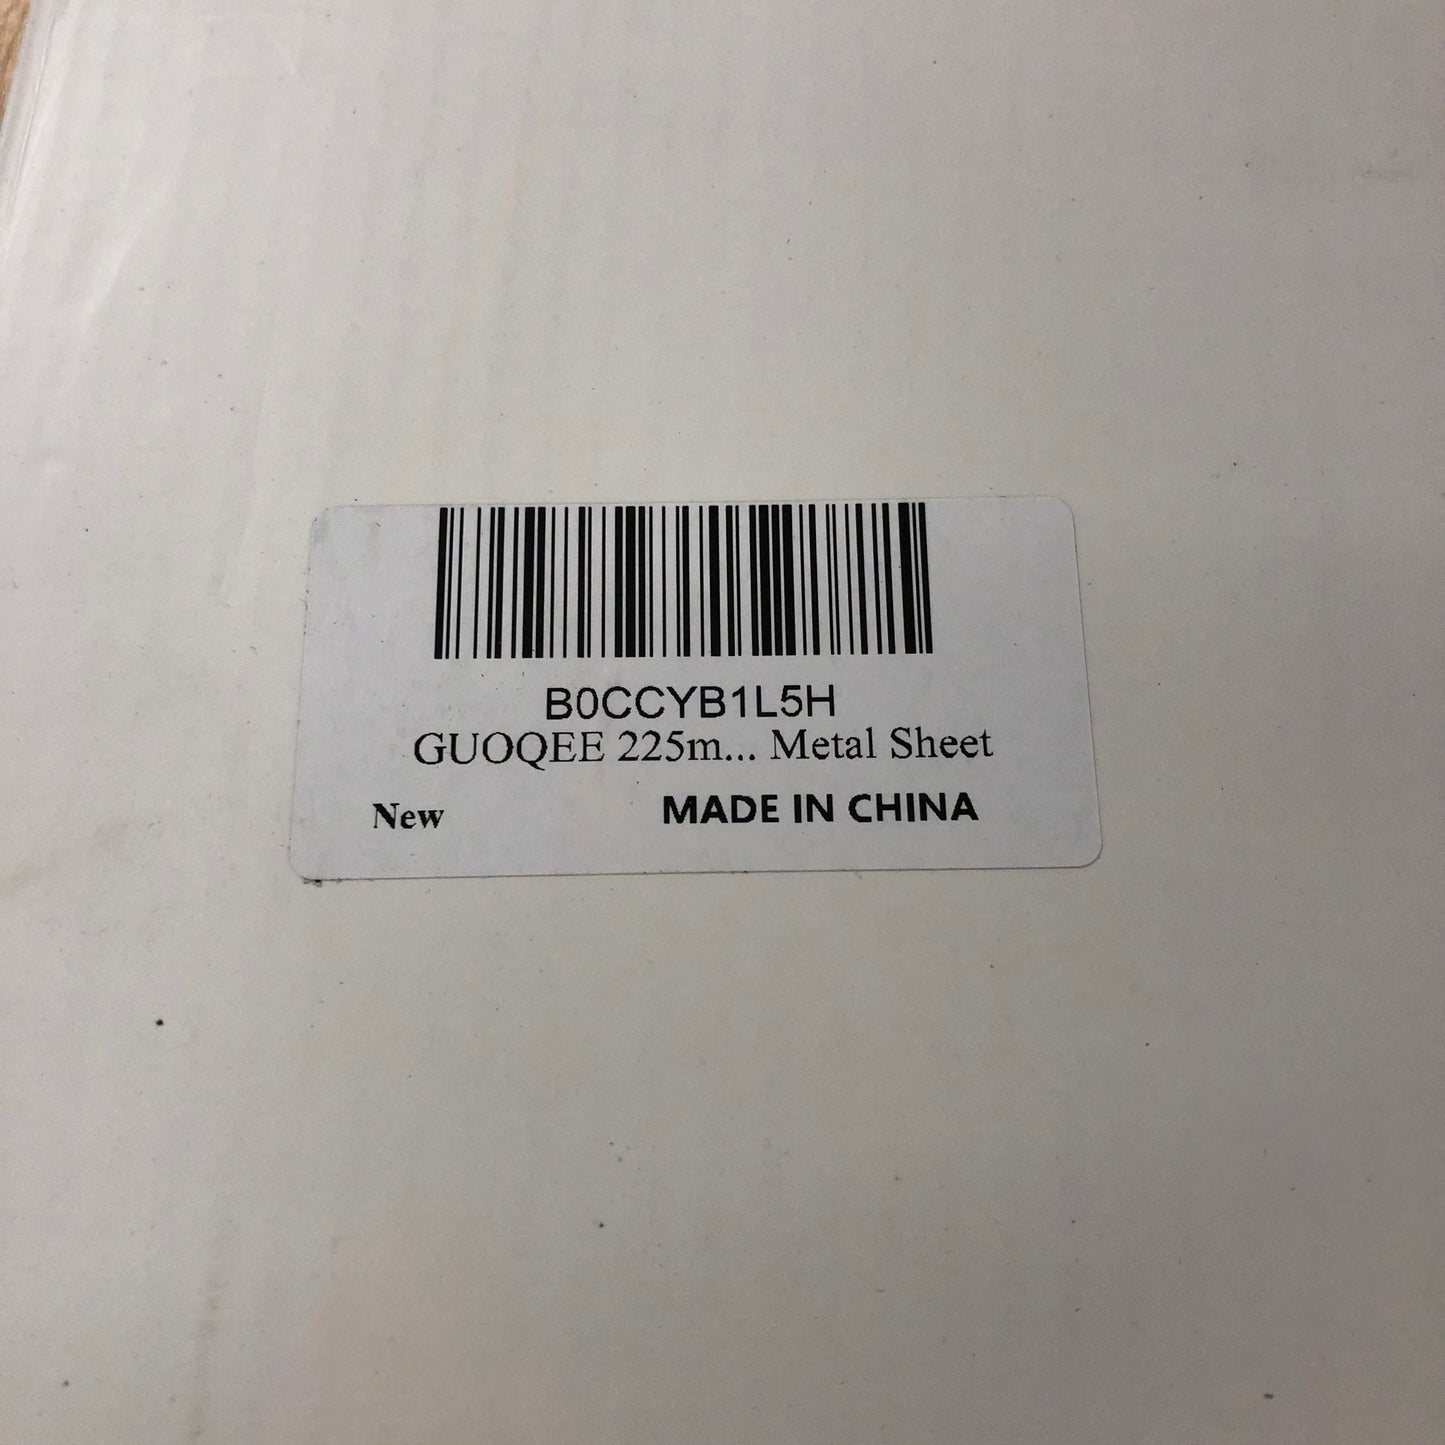 B0CCYB1L5H
GUOQEE 225m... Metal Sheet
New MADE IN CHINA